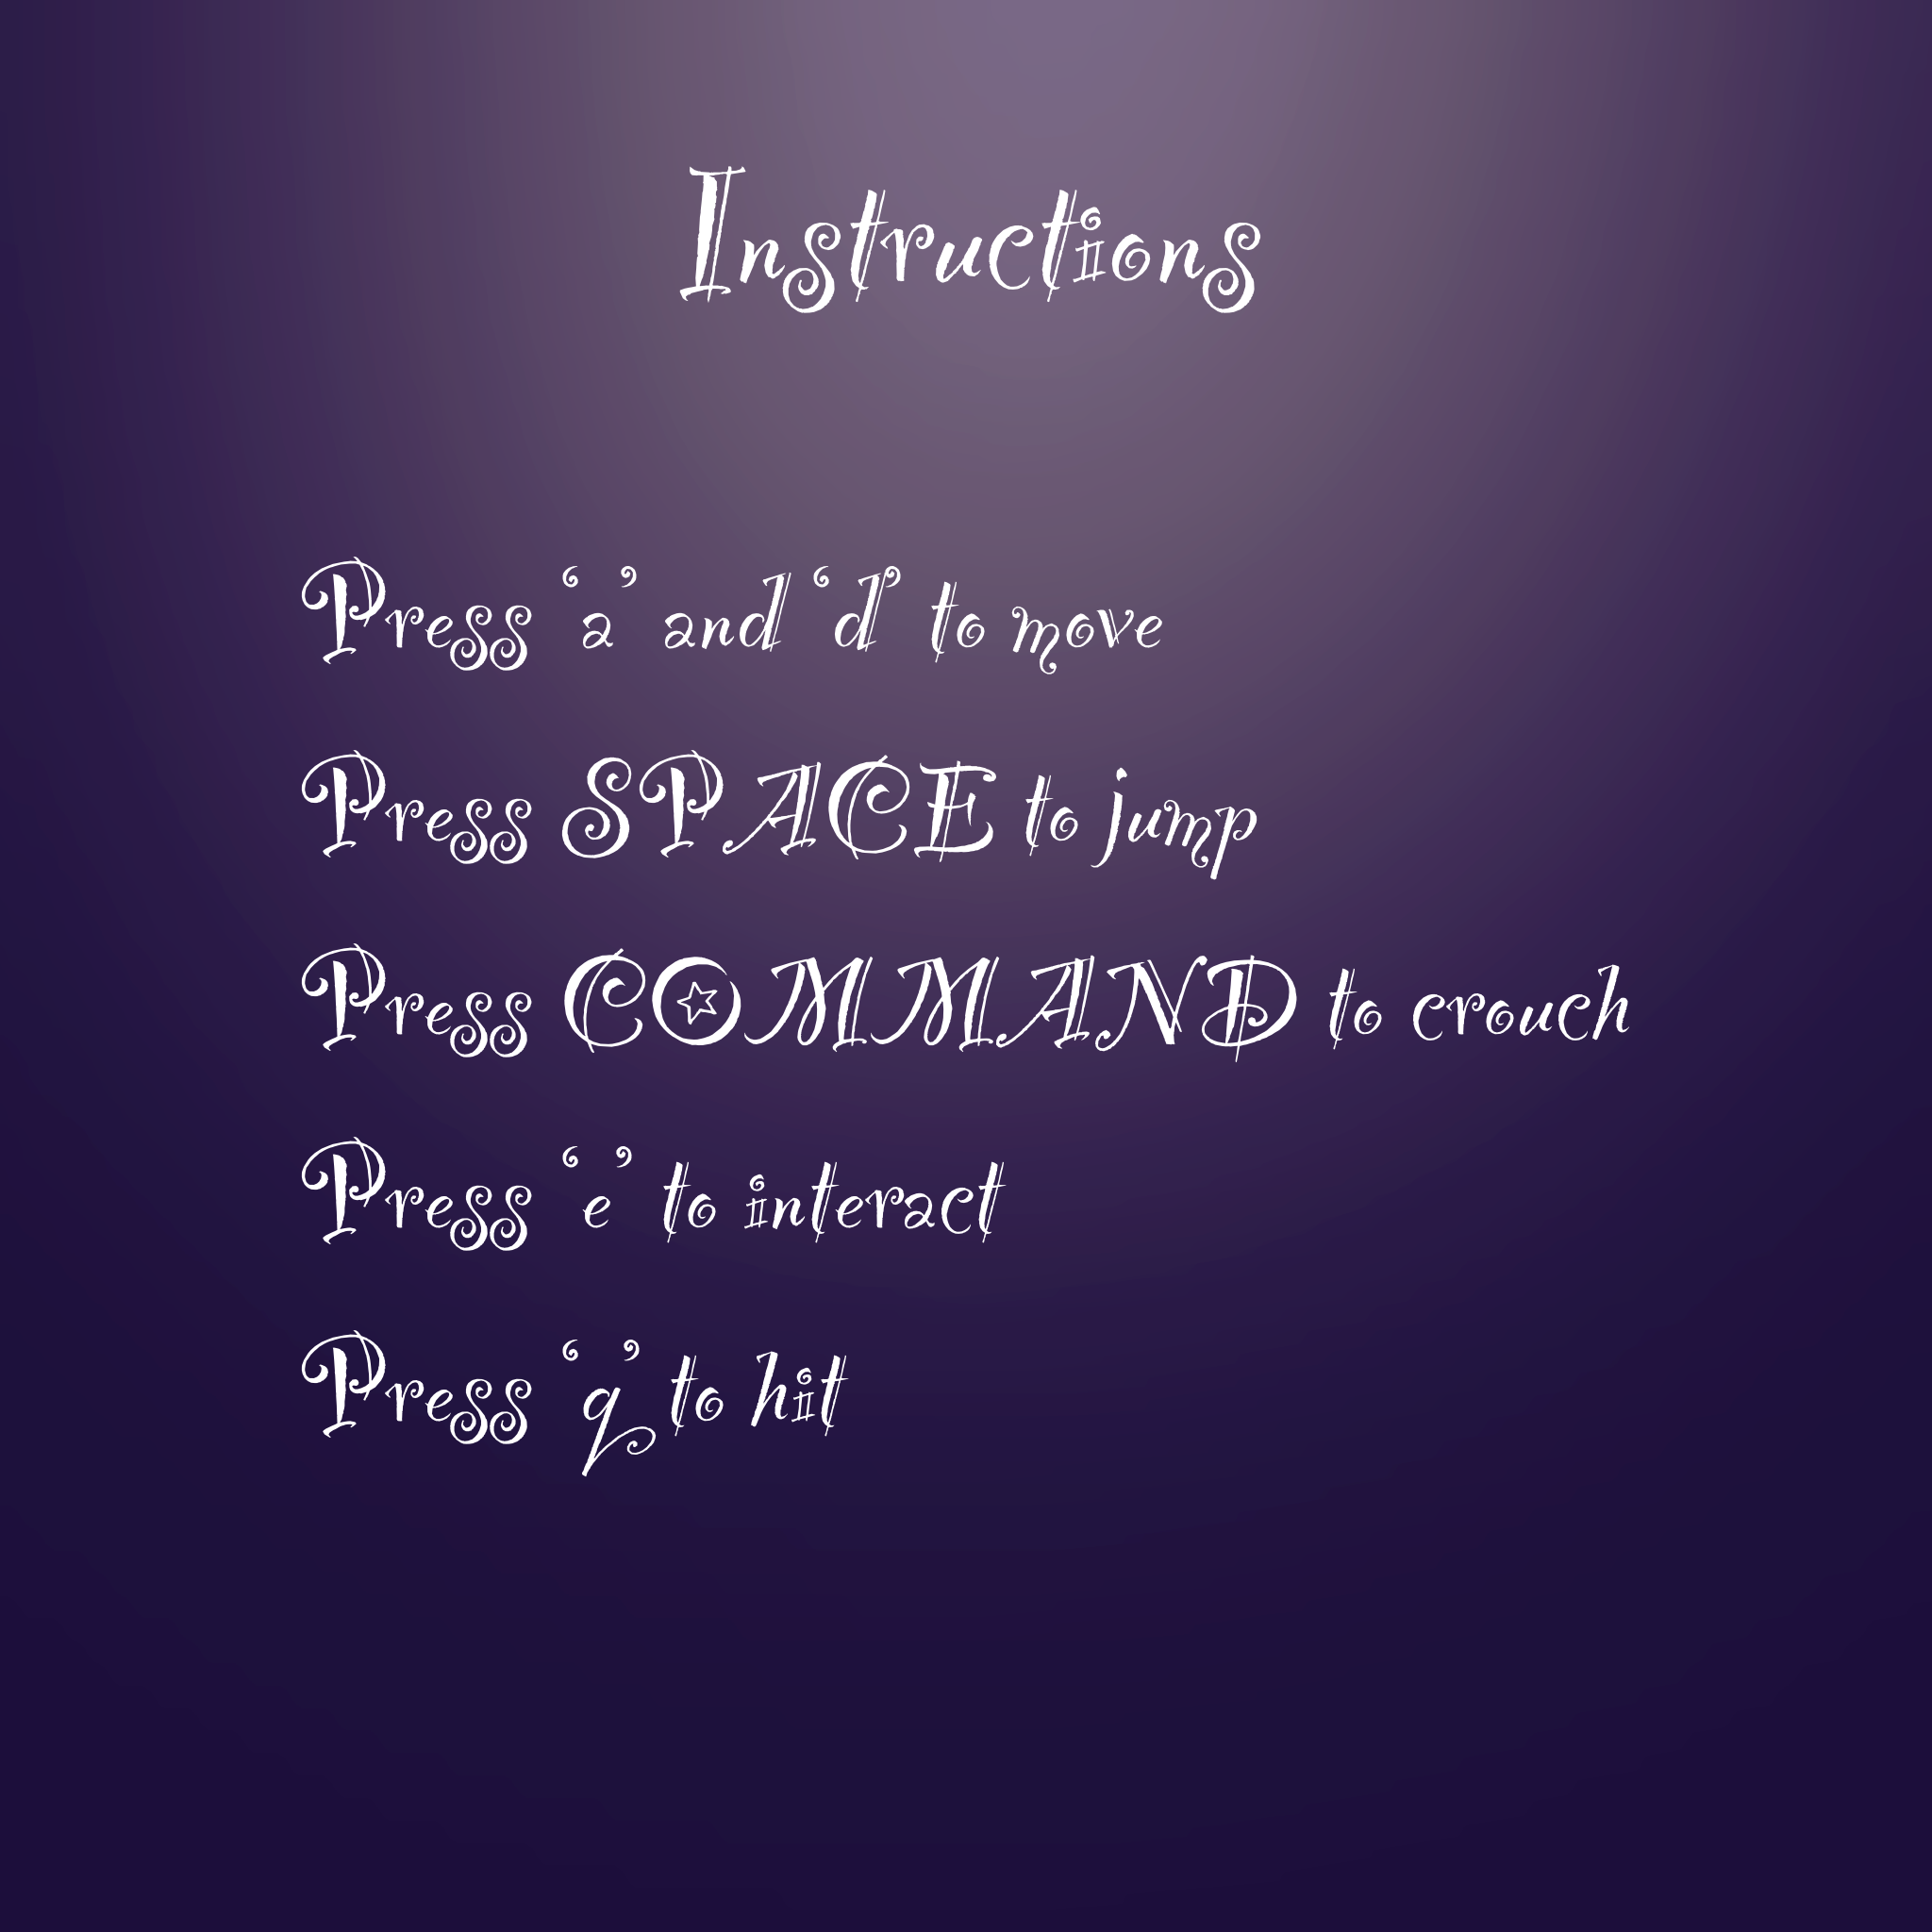 Instructions
Press ‘a’ and ‘d’ to move
Press SPACE to jump
Press COMMAND to crouch
Press ‘e’ to interact
Press ‘q’ to hit